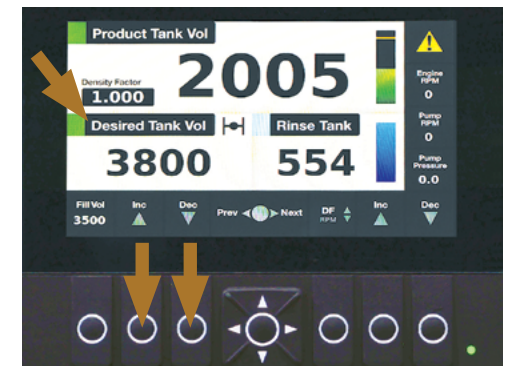 Product Tank Vol
Density Factor
1.000
2005
Engine
RPM
0
Pump
RPM
0
Pump
Pressure
0.0
Desired Tank Vol
3800
Rinse Tank
554
Fill Vol
3500
Inc
Dec
Prev
Next
DF
RPM
Inc
Dec